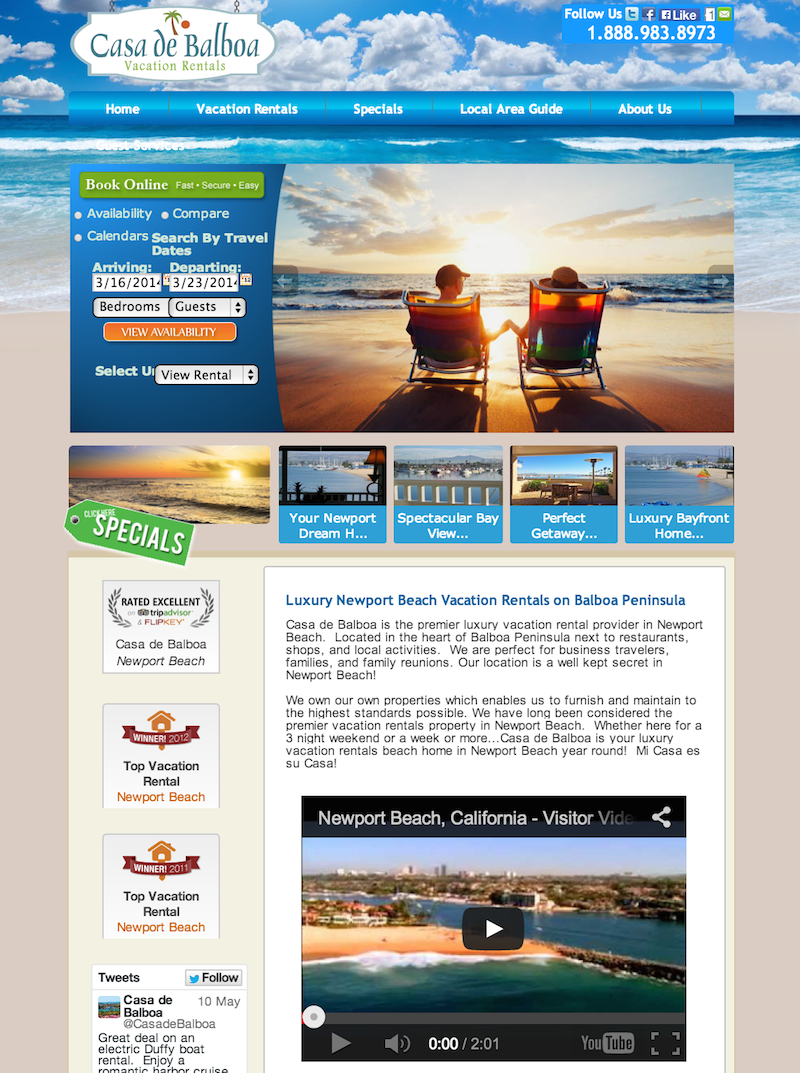 Casa de Balboa
Vacation Rentals
Follow Us
Like
1
1.888.983.8973
Home
Vacation Rentals
Specials
Local Area Guide
About Us
Guest Services
Book Online Fast • Secure • Easy
Availability
Compare
Calendars
Search By Travel
Dates
Arriving:
Departing:
3/16/2014
3/23/2014
Bedrooms
Guests
VIEW AVAILABILITY
Select Un
View Rental
CLICK HERE
SPECIALS
Your Newport
Dream H...
Spectacular Bay
View...
Perfect
Getaway...
Luxury Bayfront
Home...
RATED EXCELLENT
on tripadvisor
& FLIPKEY
Casa de Balboa
Newport Beach
WINNER! 2012
Top Vacation
Rental
Newport Beach
WINNER! 2011
Top Vacation
Rental
Newport Beach
Tweets
Follow
Casa de
Balboa
10 May
@CasadeBalboa
Great deal on an
electric Duffy boat
rental. Enjoy a
romantic harbor cruise
Luxury Newport Beach Vacation Rentals on Balboa Peninsula
Casa de Balboa is the premier luxury vacation rental provider in Newport
Beach. Located in the heart of Balboa Peninsula next to restaurants,
shops, and local activities. We are perfect for business travelers,
families, and family reunions. Our location is a well kept secret in
Newport Beach!
We own our own properties which enables us to furnish and maintain to
the highest standards possible. We have long been considered the
premier vacation rentals property in Newport Beach. Whether here for a
3 night weekend or a week or more...Casa de Balboa is your luxury
vacation rentals beach home in Newport Beach year round! Mi Casa es
su Casa!
Newport Beach, California - Visitor Vide
0:00 / 2:01
YouTube